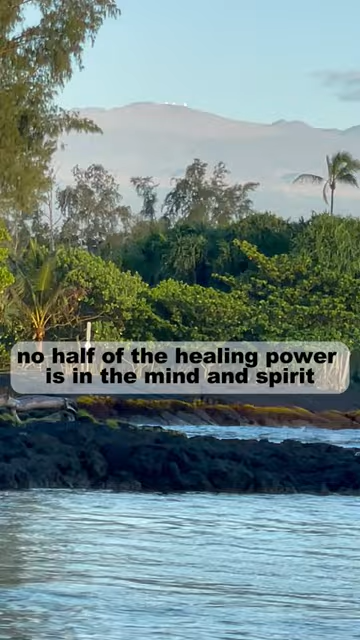 no half of the healing power
is in the mind and spirit